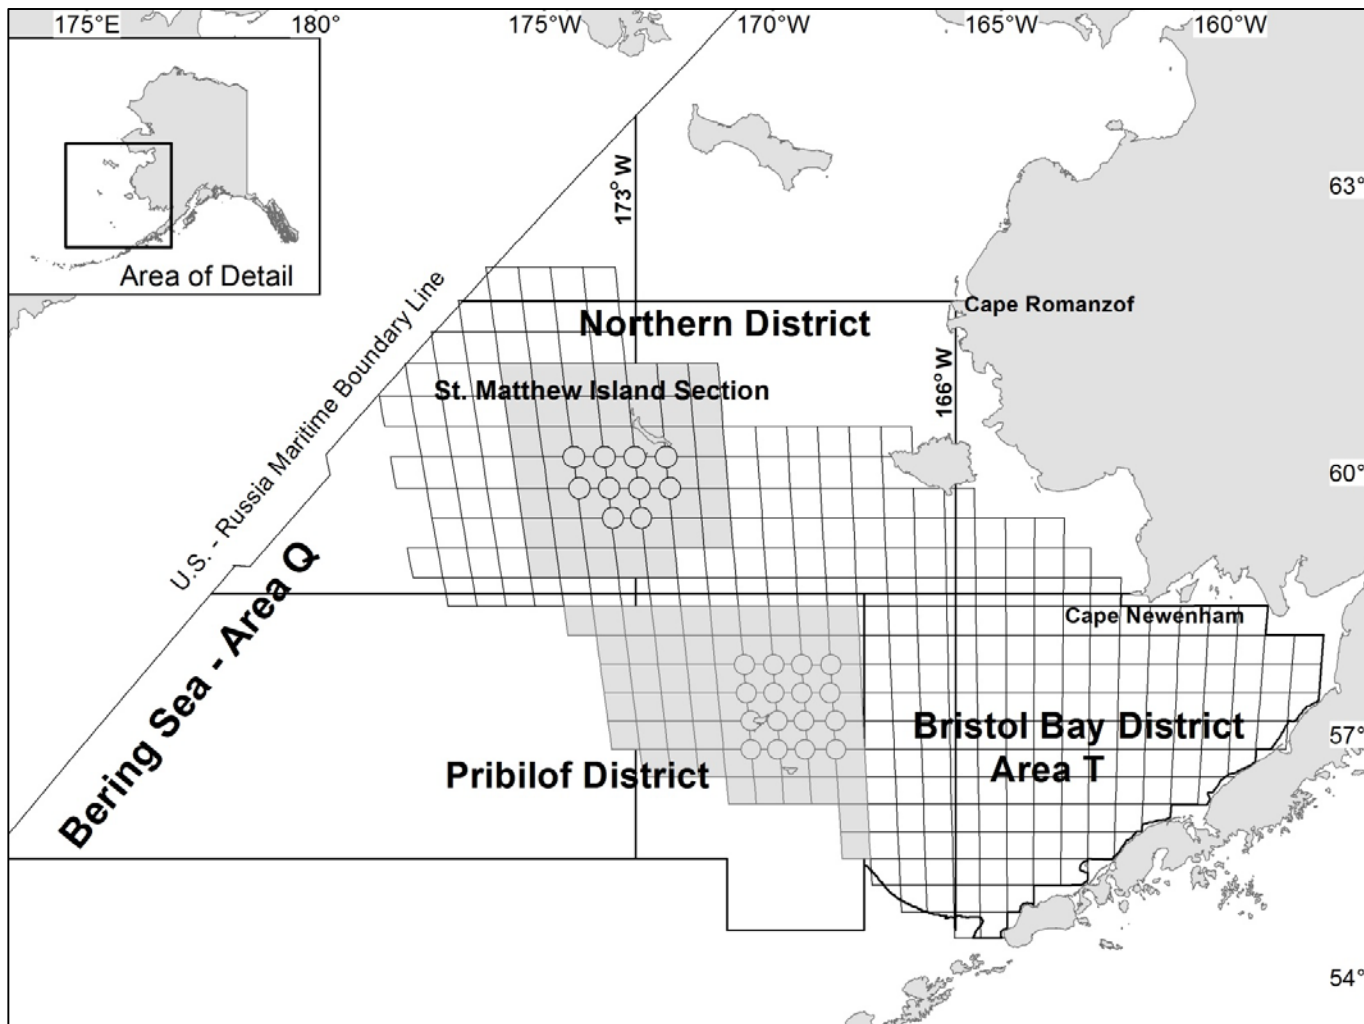 175°E 180° 175°W 170°W 165°W 160°W
63°
173° W
Area of Detail
U.S. - Russia Maritime Boundary Line
Cape Romanzof
Northern District
166° W
St. Matthew Island Section
60°
Bering Sea - Area Q
Cape Newenham
Bristol Bay District
Area T
57°
Pribilof District
54°